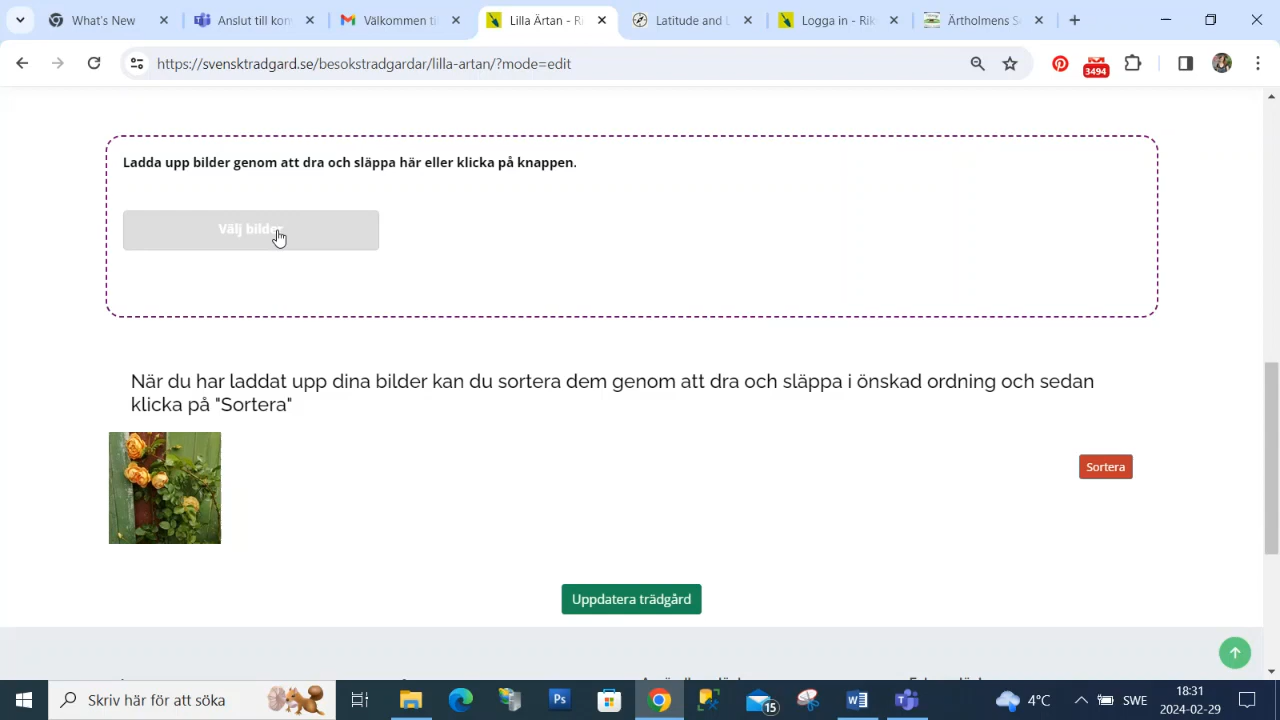 What's New
Anslut till kom
Välkommen ti
Lilla Ärtan - Ri
Latitude and L
Logga in - Rik
Ärtholmens S
https://svensktradgard.se/besokstradgardar/lilla-artan/?mode=edit
3494
Ladda upp bilder genom att dra och släppa här eller klicka på knappen.
Välj bilder
När du har laddat upp dina bilder kan du sortera dem genom att dra och släppa i önskad ordning och sedan
klicka på "Sortera"
Sortera
Uppdatera trädgård
Skriv här för att söka
Ps
15
4°C
SWE
18:31
2024-02-29